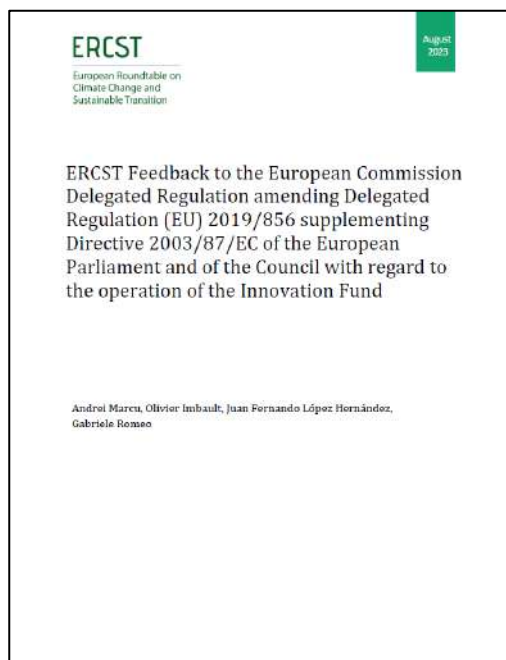 ERCST
European Roundtable on
Climate Change and
Sustainable Transition
August
2023
ERCST Feedback to the European Commission
Delegated Regulation amending Delegated
Regulation (EU) 2019/856 supplementing
Directive 2003/87/EC of the European
Parliament and of the Council with regard to
the operation of the Innovation Fund
Andrei Marcu, Olivier Imbault, Juan Fernando López Hernández,
Gabriele Romeo